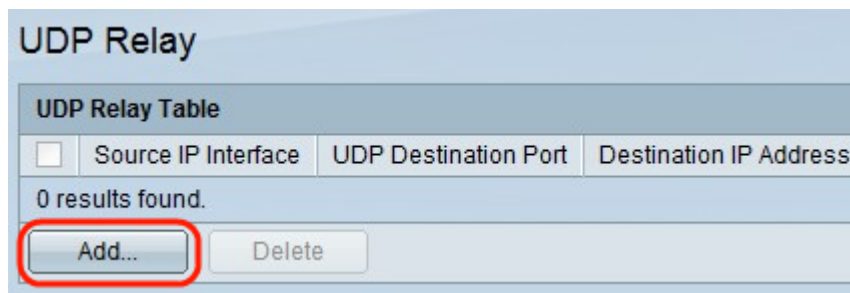 UDP Relay
UDP Relay Table
Source IP Interface UDP Destination Port Destination IP Address
0 results found.
Add... Delete